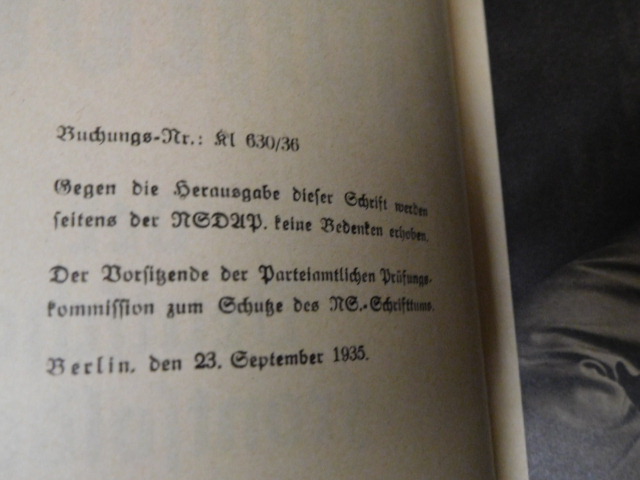 Buchungs-Nr.: Kl 630/36
Gegen die Herausgabe dieser Schrift werden
seitens der NSDAP. keine Bedenken erhoben.
Der Vorsitzende der Parteiamtlichen Prüfungs-
kommission zum Schutze des NS.-Schrifttums.
Berlin, den 23. September 1935.